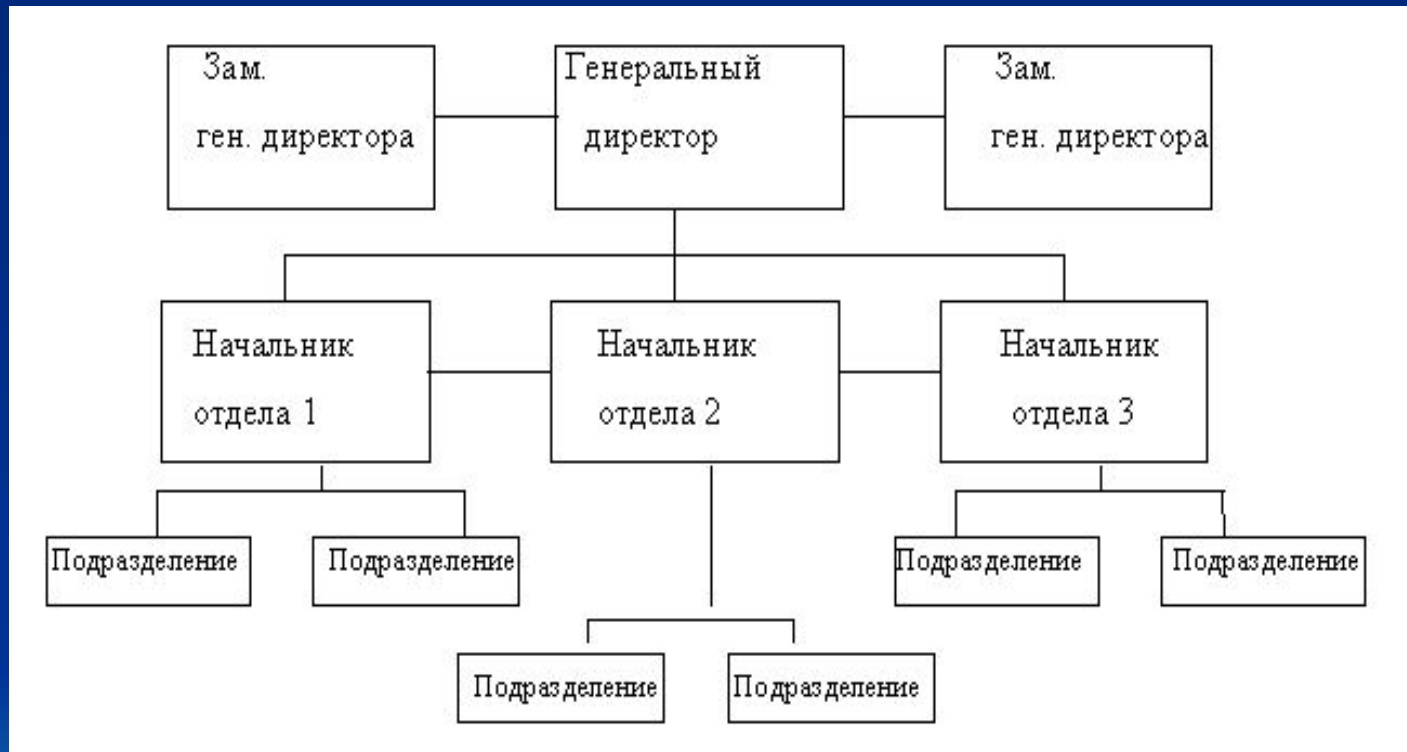 Зам.
ген. директора
Генеральный
директор
Зам.
ген. директора
Начальник
отдела 1
Начальник
отдела 2
Начальник
отдела 3
Подразделение
Подразделение
Подразделение
Подразделение
Подразделение
Подразделение